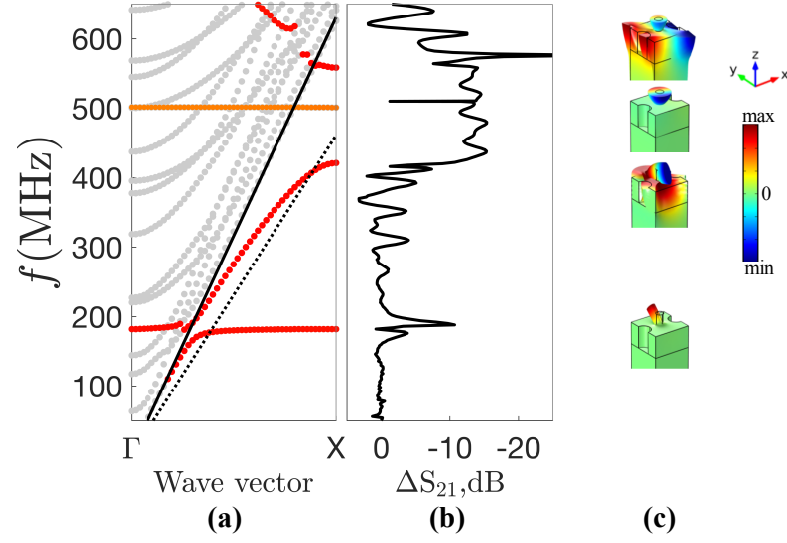 f(MHz)
600
500
400
300
200
100
Γ
X
Wave vector
(a)
0
-10
-20
ΔS21,dB
(b)
z
y
x
max
0
min
(c)